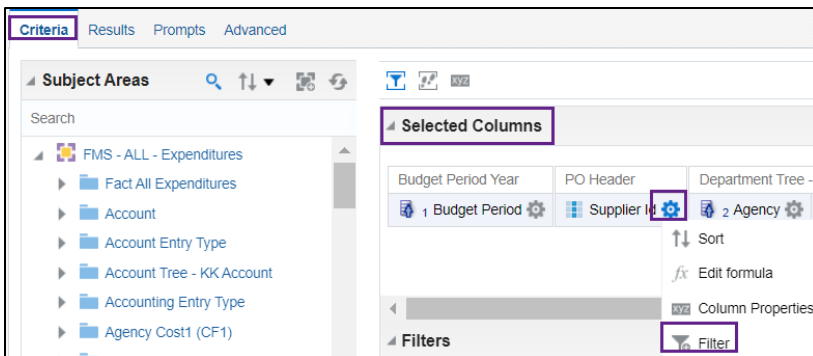 Criteria Results Prompts Advanced
Subject Areas
Search
FMS - ALL - Expenditures
Fact All Expenditures
Account
Account Entry Type
Account Tree - KK Account
Accounting Entry Type
Agency Cost1 (CF1)
xyz
Selected Columns
Budget Period Year PO Header Department Tree -
1 Budget Period Supplier Id 2 Agency
Sort
fx Edit formula
xyz Column Properties
Filter
Filters